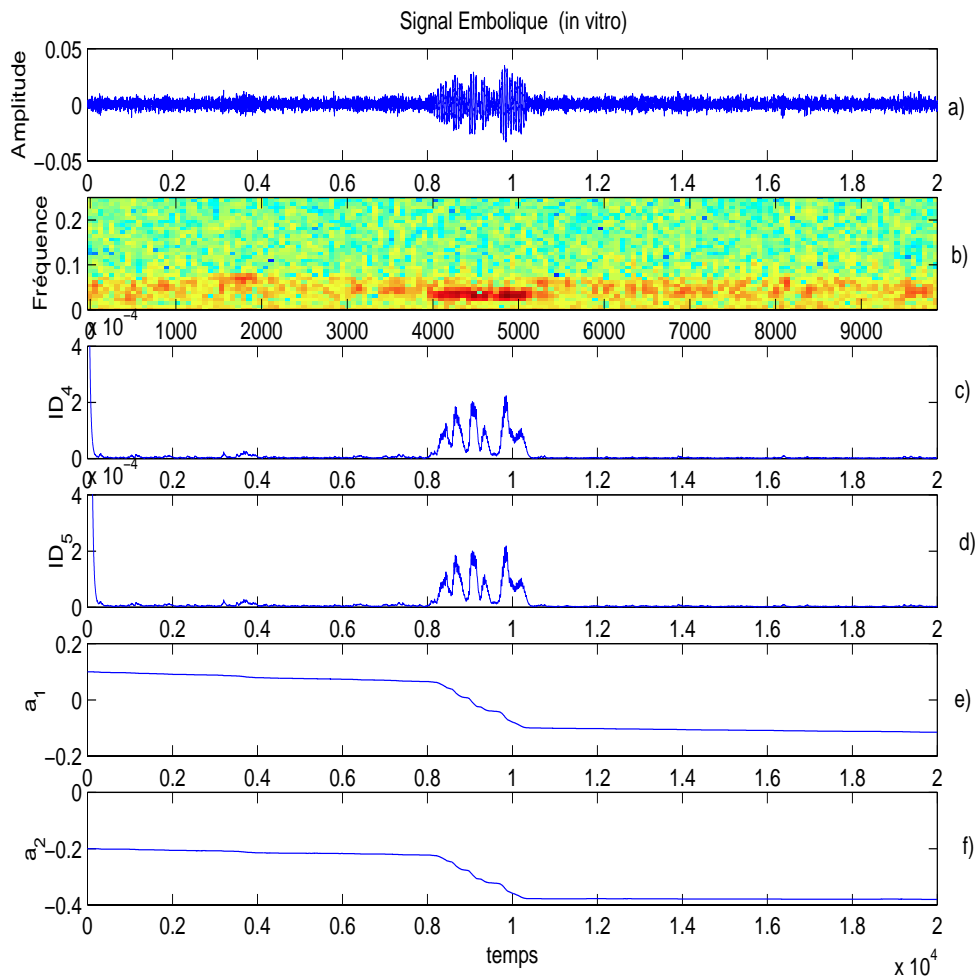 Signal Embolique (in vitro)
0.05
0
−0.05
Amplitude
a)
0 0.2 0.4 0.6 0.8 1 1.2 1.4 1.6 1.8 2
0.2
0.1
0
Fréquence
b)
0 1000 2000 3000 4000 5000 6000 7000 8000 9000
x 10−4
4
2
0
ID4
c)
0 0.2 0.4 0.6 0.8 1 1.2 1.4 1.6 1.8 2
x 10−4
4
2
0
ID5
d)
0 0.2 0.4 0.6 0.8 1 1.2 1.4 1.6 1.8 2
0.2
0
−0.2
a1
e)
0 0.2 0.4 0.6 0.8 1 1.2 1.4 1.6 1.8 2
0
−0.2
−0.4
a2
f)
0 0.2 0.4 0.6 0.8 1 1.2 1.4 1.6 1.8 2
temps
x 104